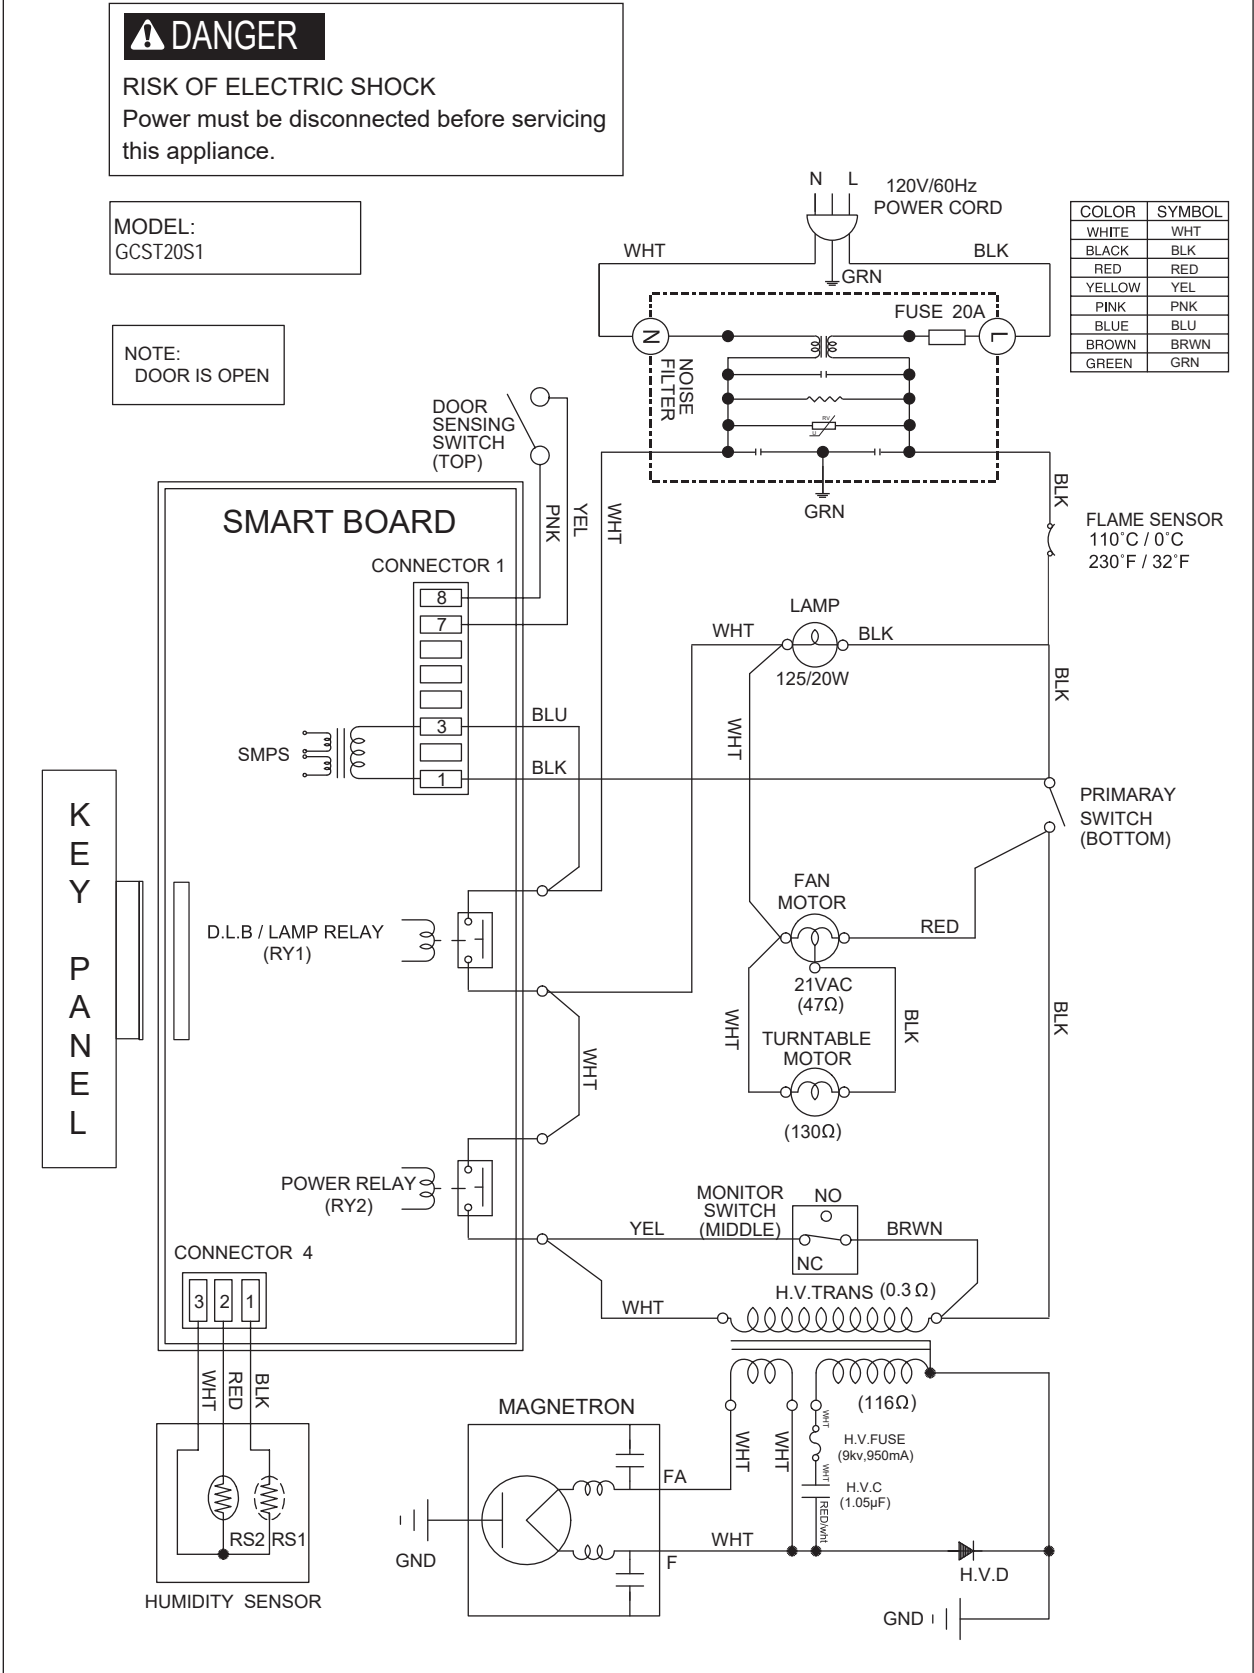 DANGER
RISK OF ELECTRIC SHOCK
Power must be disconnected before servicing
this appliance.
MODEL:
GCST20S1
NOTE:
DOOR IS OPEN
N L
120V/60Hz
POWER CORD
WHT
BLK
GRN
COLOR SYMBOL
WHITE WHT
BLACK BLK
RED RED
YELLOW YEL
PINK PNK
BLUE BLU
BROWN BRWN
GREEN GRN
FUSE 20A
N
L
NOISE
FILTER
RV
U
GRN
DOOR
SENSING
SWITCH
(TOP)
PNK
YEL
WHT
BLK
FLAME SENSOR
110°C / 0°C
230°F / 32°F
SMART BOARD
CONNECTOR 1
8
7
3
1
SMPS
BLU
BLK
LAMP
WHT
BLK
125/20W
BLK
WHT
PRIMARAY
SWITCH
(BOTTOM)
KEY PANEL
D.L.B / LAMP RELAY
(RY1)
FAN
MOTOR
RED
21VAC
(47Ω)
WHT
BLK
BLK
TURNTABLE
MOTOR
(130Ω)
WHT
POWER RELAY
(RY2)
MONITOR
SWITCH
(MIDDLE)
NO
NC
YEL
BRWN
H.V.TRANS (0.3 Ω)
WHT
CONNECTOR 4
3 2 1
WHT
RED
BLK
RS2 RS1
HUMIDITY SENSOR
MAGNETRON
GND
FA
F
WHT
WHT
WHT
(116Ω)
WHT
H.V.FUSE
(9kv,950mA)
WHT
H.V.C
(1.05µF)
RED/wht
H.V.D
GND